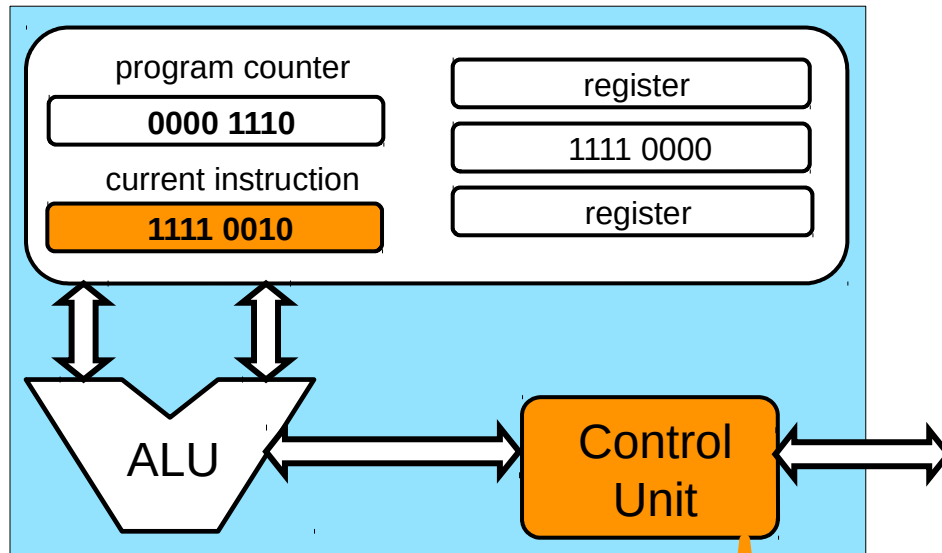 program counter
0000 1110
current instruction
1111 0010
register
1111 0000
register
ALU
Control
Unit